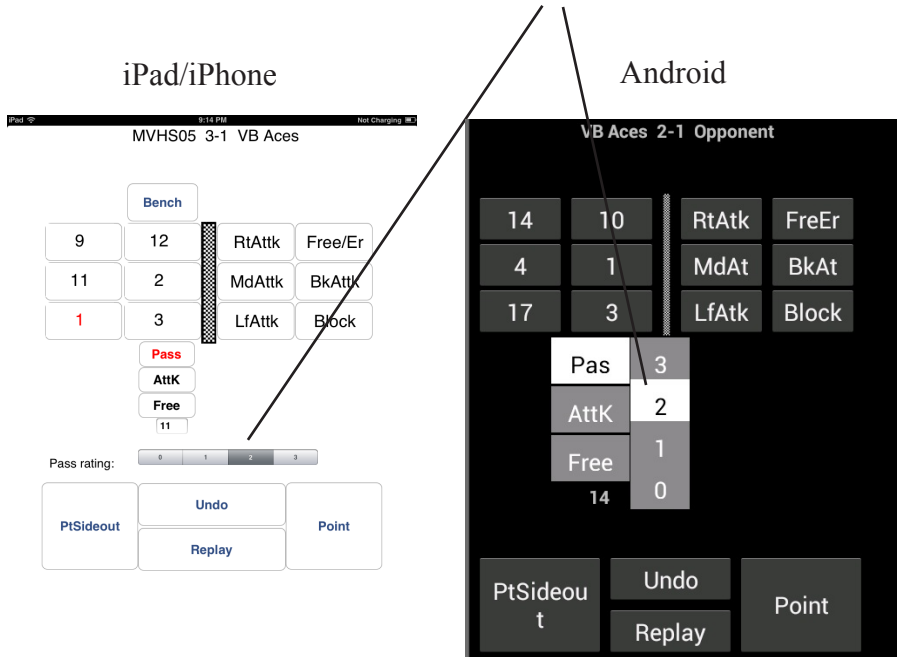 iPad/iPhone
iPad 9:14 PM Not Charging
MVHS05 3-1 VB Aces
Bench
9 12 RtAttk Free/Er
11 2 MdAttk BkAttk
1 3 LfAttk Block
Pass
AttK
Free
11
Pass rating: 0 1 2 3
PtSideout
Undo
Replay
Point
Android
VB Aces 2-1 Opponent
14 10 RtAtk FreEr
4 1 MdAt BkAt
17 3 LfAtk Block
Pas 3
AttK 2
Free 1
14 0
PtSideou
t
Undo
Replay
Point